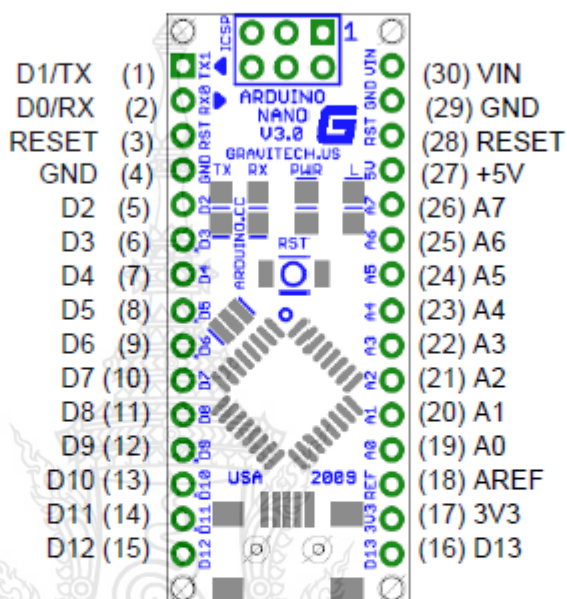 D1/TX (1)
D0/RX (2)
RESET (3)
GND (4)
D2 (5)
D3 (6)
D4 (7)
D5 (8)
D6 (9)
D7 (10)
D8 (11)
D9 (12)
D10 (13)
D11 (14)
D12 (15)
ICSP
1
TX1
RX0
RST
GND
D2
D3
D4
D5
D6
D7
D8
D9
D10
D11
D12
ARDUINO
NANO
V3.0
G
GRAVITECH.US
TX RX PWR L
ARDUINO.CC
RST
USA 2009
VIN
GND
RST
5V
A7
A6
A5
A4
A3
A2
A1
A0
REF
3V3
D13
(30) VIN
(29) GND
(28) RESET
(27) +5V
(26) A7
(25) A6
(24) A5
(23) A4
(22) A3
(21) A2
(20) A1
(19) A0
(18) AREF
(17) 3V3
(16) D13